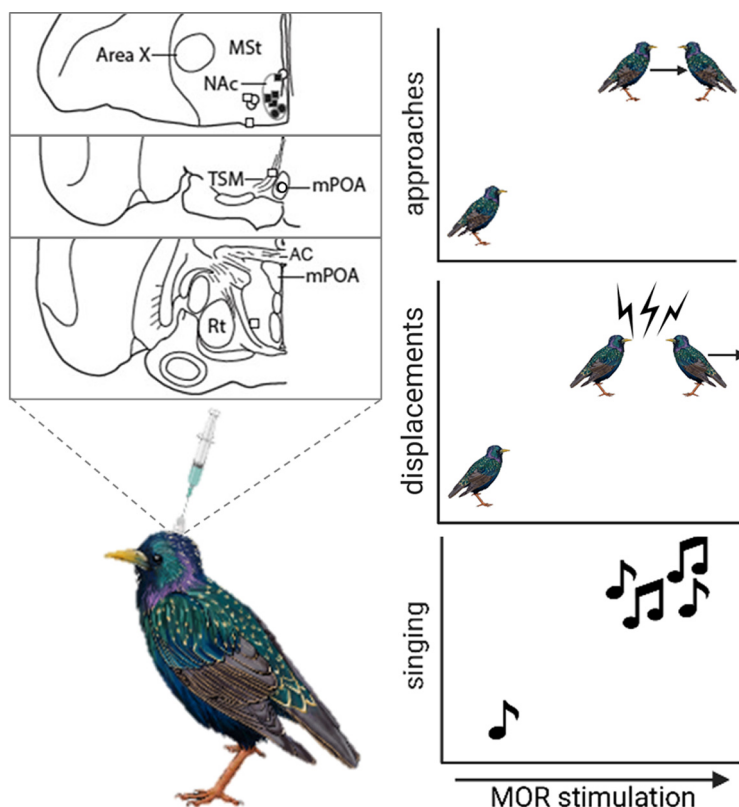 Area X
MSt
NAc
TSM
mPOA
AC
mPOA
Rt
approaches
displacements
singing
MOR stimulation